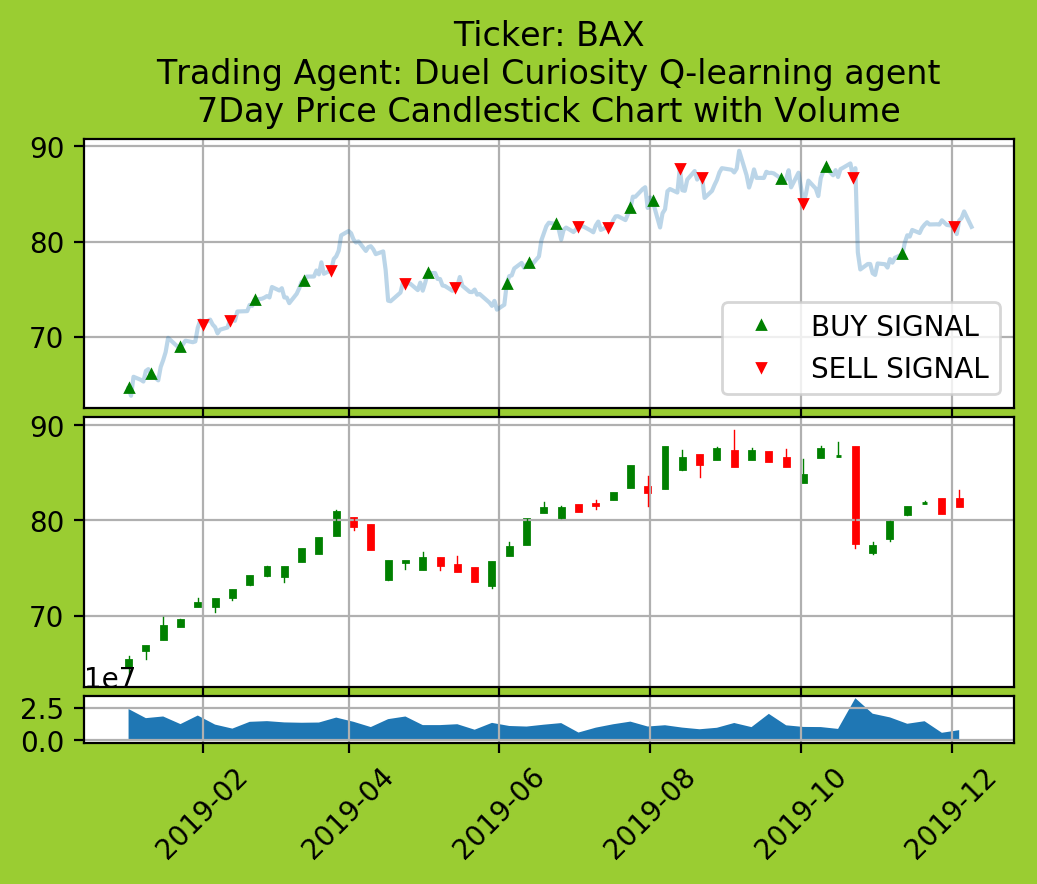 Ticker: BAX
Trading Agent: Duel Curiosity Q-learning agent
7Day Price Candlestick Chart with Volume
90
80
70
BUY SIGNAL
SELL SIGNAL
90
80
70
1e7
2.5
0.0
2019-02
2019-04
2019-06
2019-08
2019-10
2019-12